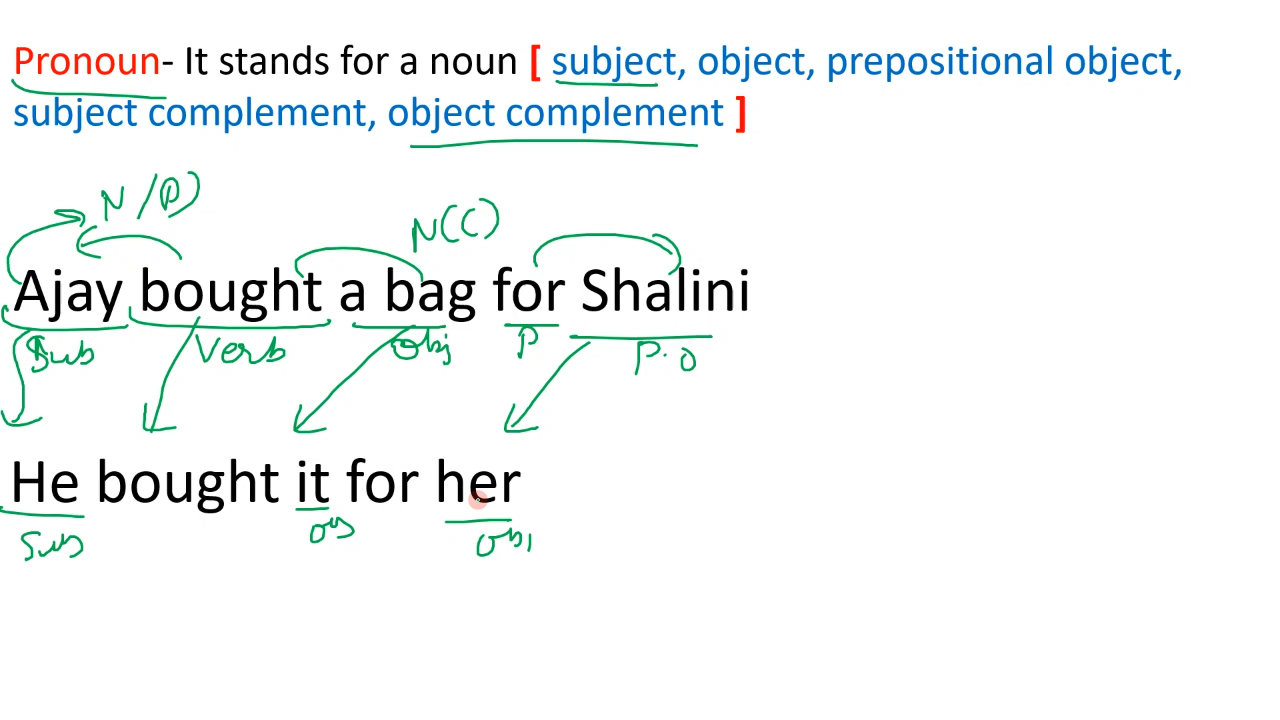 Pronoun- It stands for a noun [ subject, object, prepositional object,
subject complement, object complement ]
N/P)
N(C)
Ajay bought a bag for Shalini
Sub Verb Obj P P.O
He bought it for her
Sub Ob Obj